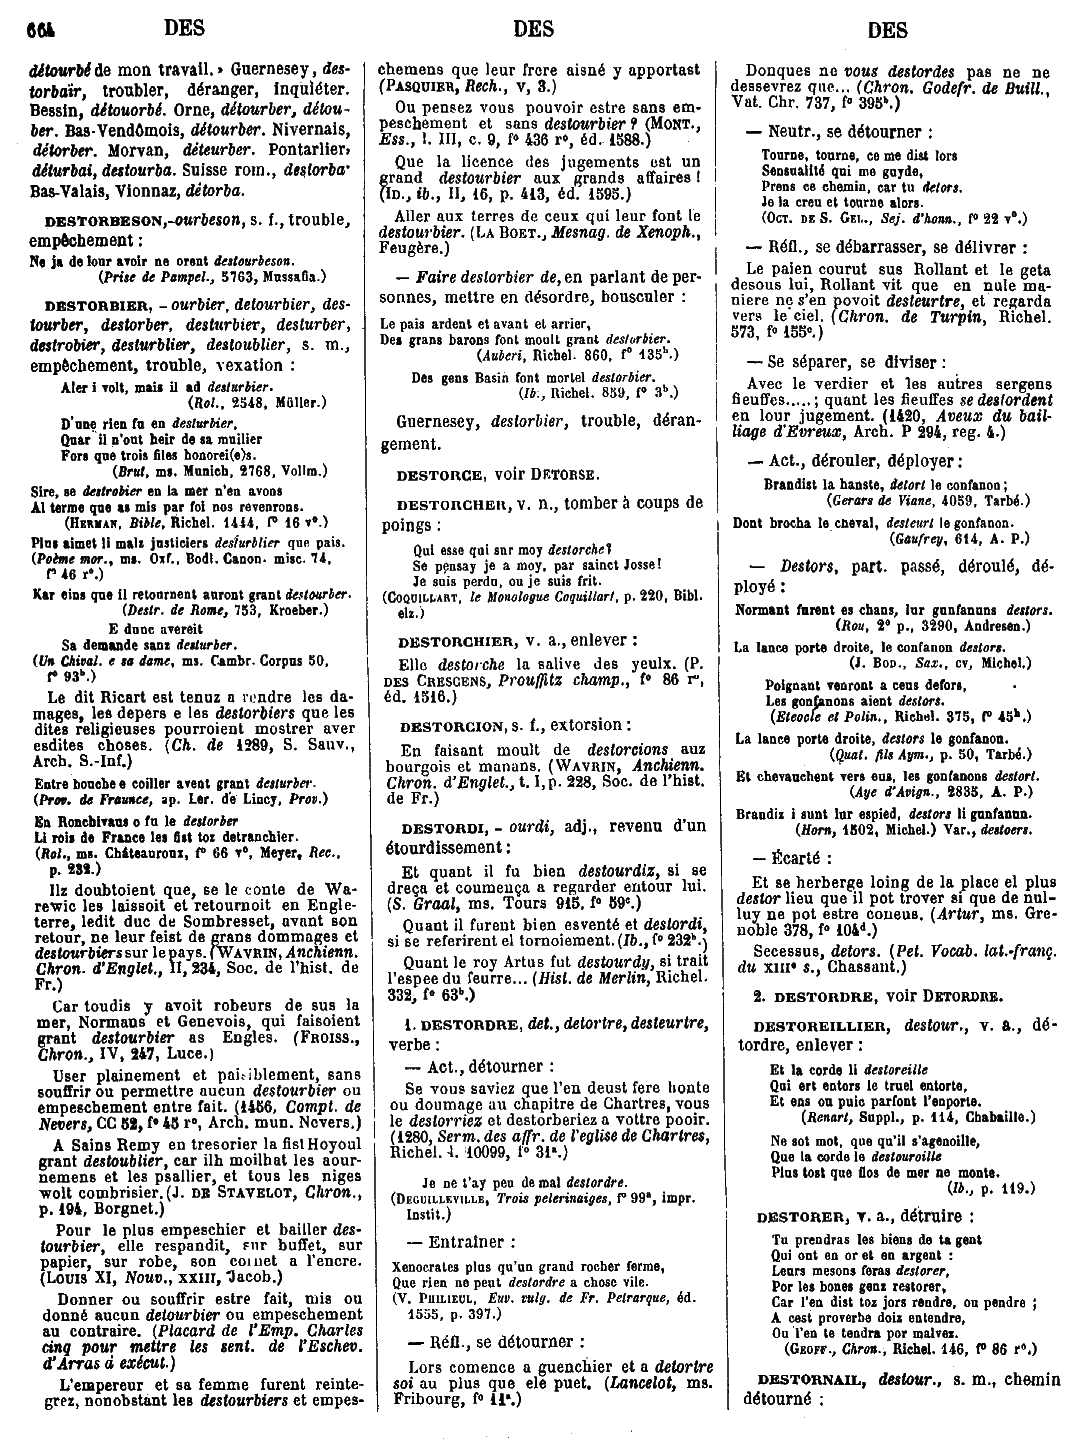 664 DES DES DES
détourbé de mon travail. » Guernesey, des-
torbaïr, troubler, déranger, inquiéter.
Bessin, détouorbé. Orne, détourber, détou-
ber. Bas-Vendômois, détourber. Nivernais,
détorber. Morvan, déteurber. Pontarlier,
déturbai, destourba. Suisse rom., destorba
Bas-Valais, Vionnaz, détorba.
DESTORBESON, -ourbeson, s. f., trouble,
empêchement :
Ne ja de lour avoir ne orent destourbeson.
(Prise de Pampel., 5763, Mussafia.)
DESTORBIER, - ourbier, detourbier, des-
tourber, destorber, desturbier, desturber,
destrobier, desturblier, destoublier, s. m.,
empêchement, trouble, vexation :
Aler i volt, mais il ad desturbier.
(Rol., 2548, Müller.)
D'une rien fu en desturbier,
Quar il n'out heir de sa muilier
Fors que trois files honorei(e)s.
(Brut, ms. Munich, 2768, Vollm.)
Sire, se destrobier en la mer n'en avons
Al terme que as mis par foi nos revenrons.
(HERMAN, Bible, Richel. 1444, f° 16 v°.)
Plus aimet li mals justiciers desturblier que pais.
(Poème mor., ms. Oxf., Bodl. Canon. misc. 74,
f° 46 r°.)
Kar eins que il retournent auront grant destourber.
(Destr. de Rome, 753, Kroeber.)
E dunc avereit
Sa demande sanz desturber.
(Un Chival. e sa dame, ms. Cambr. Corpus 50,
f° 93ᵇ.)
Le dit Ricart est tenuz a rendre les da-
mages, les depers e les destorbiers que les
dites religieuses pourroient mostrer aver
esdites choses. (Ch. de 1289, S. Sauv.,
Arch. S.-Inf.)
Entre bouche e coiller avent grant desturber.
(Prov. de Fraunce, ap. Ler. de Lincy, Prov.)
En Ronchivaus o fu le destorber
Li rois de France les fist toz detranchier.
(Rol., ms. Châteauroux, f° 66 v°, Meyer, Rec.,
p. 232.)
Ilz doubtoient que, se le conte de Wa-
rewic les laissoit et retournoit en Engle-
terre, ledit duc de Sombresset, avant son
retour, ne leur feist de grans dommages et
destourbiers sur le pays. (WAVRIN, Anchienn.
Chron. d'Englet., II, 234, Soc. de l'hist. de
Fr.)
Car toudis y avoit robeurs de sus la
mer, Normans et Genevois, qui faisoient
grant destourbier as Engles. (FROISS.,
Chron., IV, 247, Luce.)
User plainement et paisiblement, sans
souffrir ou permettre aucun destourbier ou
empeschement entre fait. (1456, Compt. de
Nevers, CC 52, f° 45 r°, Arch. mun. Nevers.)
A Sains Remy en tresorier la fist Hoyoul
grant destoublier, car ilh moilhat les aour-
nemens et les psallier, et tous les niges
wolt combrisier. (J. DE STAVELOT, Chron.,
p. 194, Borgnet.)
Pour le plus empeschier et bailler des-
tourbier, elle respandit, sur buffet, sur
papier, sur robe, son cornet a l'encre.
(LOUIS XI, Nouv., XXIII, Jacob.)
Donner ou souffrir estre fait, mis ou
donné aucun detourbier ou empeschement
au contraire. (Placard de l'Emp. Charles
cinq pour mettre les sent. de l'Eschev.
d'Arras à exécut.)
L'empereur et sa femme furent reinte-
grez, nonobstant les destourbiers et empes-
chemens que leur frere aisné y apportast
(PASQUIER, Rech., V, 3.)
Ou pensez vous pouvoir estre sans em-
peschement et sans destourbier ? (MONT.,
Ess., l. III, c. 9, f° 436 r°, éd. 1588.)
Que la licence des jugements est un
grand destourbier aux grands affaires !
(ID., ib., II, 16, p. 413, éd. 1595.)
Aller aux terres de ceux qui leur font le
destourbier. (LA BOET., Mesnag. de Xenoph.,
Feugère.)
— Faire destorbier de, en parlant de per-
sonnes, mettre en désordre, bousculer :
Le pais ardent et avant et arrier,
Des grans barons font moult grant destorbier.
(Auberi, Richel. 860, f° 135ᵇ.)
Des gens Basin font mortel destorbier.
(Ib., Richel. 859, f° 3ᵇ.)
Guernesey, destorbier, trouble, déran-
gement.
DESTORCE, voir DETORSE.
DESTORCHER, v. n., tomber à coups de
poings :
Qui esse qui sur moy destorche ?
Se pensay je a moy, par sainct Josse !
Je suis perdu, ou je suis frit.
(COQUILLART, le Monologue Coquillart, p. 220, Bibl.
elz.)
DESTORCHIER, v. a., enlever :
Elle destorche la salive des yeulx. (P.
DES CRESCENS, Prouffitz champ., f° 86 r°,
éd. 1516.)
DESTORCION, s. f., extorsion :
En faisant moult de destorcions auz
bourgois et manans. (WAVRIN, Anchienn.
Chron. d'Englet., t. I, p. 228, Soc. de l'hist.
de Fr.)
DESTORDI, - ourdi, adj., revenu d'un
étourdissement :
Et quant il fu bien destourdiz, si se
dreça et coumença a regarder entour lui.
(S. Graal, ms. Tours 915, f° 59ᶜ.)
Quant il furent bien esventé et destordi,
si se referirent el tornoiement. (Ib., f° 232ᵇ.)
Quant le roy Artus fut destourdy, si trait
l'espee du feurre... (Hist. de Merlin, Richel.
332, f° 63ᵇ.)
1. DESTORDRE, det., detortre, desteurtre,
verbe :
— Act., détourner :
Se vous saviez que l'en deust fere honte
ou doumage au chapitre de Chartres, vous
le destorriez et destorberiez a vottre pooir.
(1280, Serm. des affr. de l'eglise de Chartres,
Richel. l. 10099, f° 31ᵃ.)
Je ne t'ay peu de mal destordre.
(DEGUILLEVILLE, Trois pelerinaiges, f° 99ᵃ, impr.
Instit.)
— Entraîner :
Xenocrates plus qu'un grand rocher ferme,
Que rien ne peut destordre a chose vile.
(V. PHILIEUL, Euv. vulg. de Fr. Petrarque, éd.
1555, p. 397.)
— Réfl., se détourner :
Lors comence a guenchier et a detortre
soi au plus que ele puet. (Lancelot, ms.
Fribourg, f° 11ᵃ.)
Donques ne vous destordes pas ne ne
dessevrez que... (Chron. Godefr. de Buill.,
Vat. Chr. 737, f° 395ᵇ.)
— Neutr., se détourner :
Tourne, tourne, ce me dist lors
Sensualité qui me guyde,
Prens ce chemin, car tu detors.
Je la creu et tourne alors.
(OCT. DE S. GEL., Sej. d'honn., f° 22 v°.)
— Réfl., se débarrasser, se délivrer :
Le paien courut sus Rollant et le geta
desous lui, Rollant vit que en nule ma-
niere ne s'en povoit desteurtre, et regarda
vers le ciel. (Chron. de Turpin, Richel.
573, f° 155ᶜ.)
— Se séparer, se diviser :
Avec le verdier et les autres sergens
fieuffes.....; quant les fieuffes se destordent
en lour jugement. (1420, Aveux du bail-
liage d'Evreux, Arch. P 294, reg. 4.)
— Act., dérouler, déployer :
Brandist la hanste, detort le confanon ;
(Gerars de Viane, 4059, Tarbé.)
Dont brocha le cheval, desteurt le gonfanon.
(Gaufrey, 614, A. P.)
— Destors, part. passé, déroulé, dé-
ployé :
Normant furent es chans, lur gunfanuns destors.
(Rou, 2ᵉ p., 3290, Andresen.)
La lance porte droite, le confanon destors.
(J. BOD., Sax., CV, Michel.)
Poignant venront a ceus defors,
Les gonfanons aient destors.
(Eteocle et Polin., Richel. 375, f° 45ᵇ.)
La lance porte droite, destors le gonfanon.
(Quat. fils Aym., p. 50, Tarbé.)
Et chevauchent vers eus, les gonfanons destort.
(Aye d'Avign., 2835, A. P.)
Brandiz i sunt lur espied, destors li gunfanun.
(Horn, 1502, Michel.) Var., destoers.
— Écarté :
Et se herberge loing de la place el plus
destor lieu que il pot trover si que de nul-
luy ne pot estre coneus. (Artur, ms. Gre-
noble 378, f° 104ᵈ.)
Secessus, detors. (Pet. Vocab. lat.-franç.
du XIIIᵉ s., Chassant.)
2. DESTORDRE, voir DETORDRE.
DESTOREILLIER, destour., v. a., dé-
tordre, enlever :
Et la corde li destoreille
Qui ert entors le truel entorte,
Et ens ou puic parfont l'enporte.
(Renart, Suppl., p. 114, Chabaille.)
Ne sot mot, que qu'il s'agenoille,
Que la corde le destouroille
Plus tost que flos de mer ne monte.
(Ib., p. 119.)
DESTORER, v. a., détruire :
Tu prendras les biens de ta gent
Qui ont en or et en argent :
Leurs mesons feras destorer,
Por les bones genz restorer,
Car l'en dist toz jors rendre, ou pendre ;
A cest proverbe doiz entendre,
Ou l'en te tendra por malvez.
(GEOFF., Chron., Richel. 146, f° 86 r°.)
DESTORNAIL, destour., s. m., chemin
détourné :